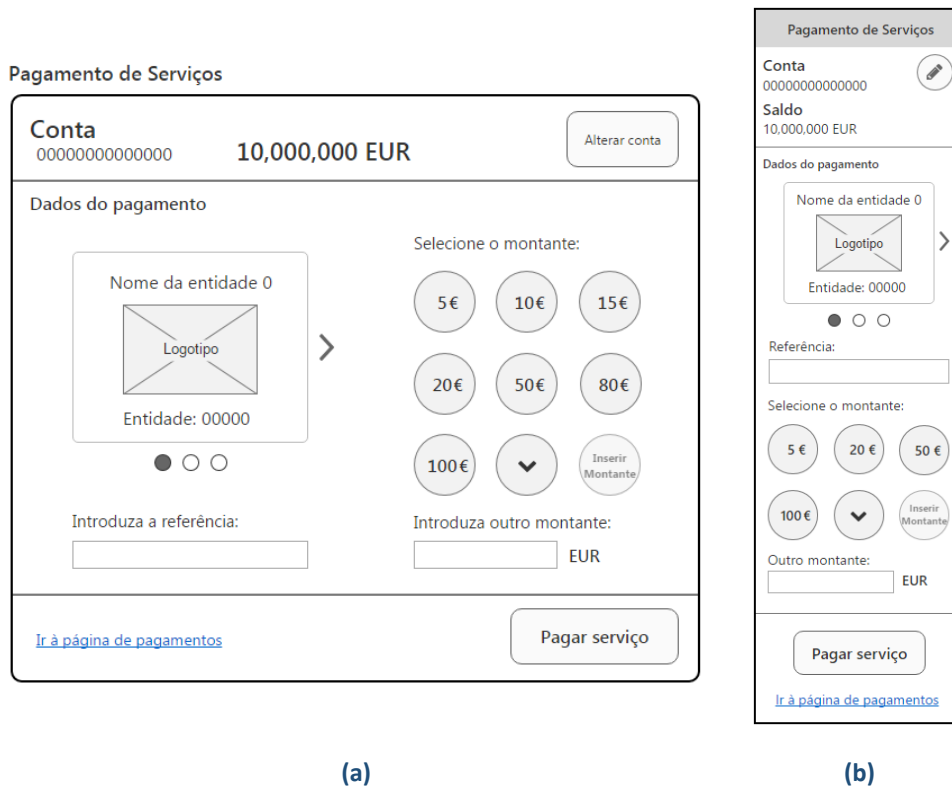 Pagamento de Serviços
Conta
00000000000000
10,000,000 EUR
Alterar conta
Dados do pagamento
Nome da entidade 0
Logotipo
Entidade: 00000
Introduza a referência:
Selecione o montante:
5 €
10 €
15 €
20 €
50 €
80 €
100 €
Inserir
Montante
Introduza outro montante:
EUR
Ir à página de pagamentos
Pagar serviço
(a)
Pagamento de Serviços
Conta
00000000000000
Saldo
10,000,000 EUR
Dados do pagamento
Nome da entidade 0
Logotipo
Entidade: 00000
Referência:
Selecione o montante:
5 €
20 €
50 €
100 €
Inserir
Montante
Outro montante:
EUR
Pagar serviço
Ir à página de pagamentos
(b)